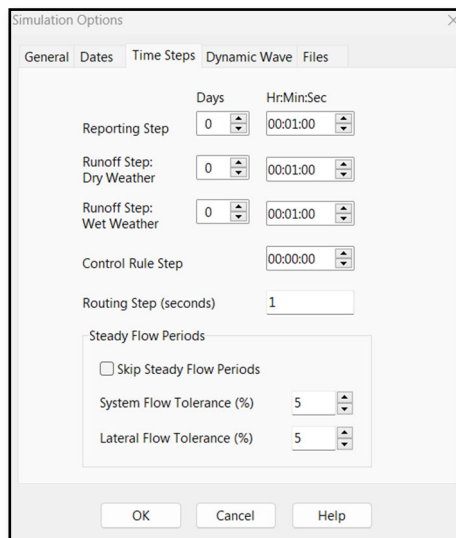 Simulation Options
General Dates Time Steps Dynamic Wave Files
Days Hr:Min:Sec
Reporting Step 0 00:01:00
Runoff Step:
Dry Weather 0 00:01:00
Runoff Step:
Wet Weather 0 00:01:00
Control Rule Step 00:00:00
Routing Step (seconds) 1
Steady Flow Periods
Skip Steady Flow Periods
System Flow Tolerance (%) 5
Lateral Flow Tolerance (%) 5
OK Cancel Help